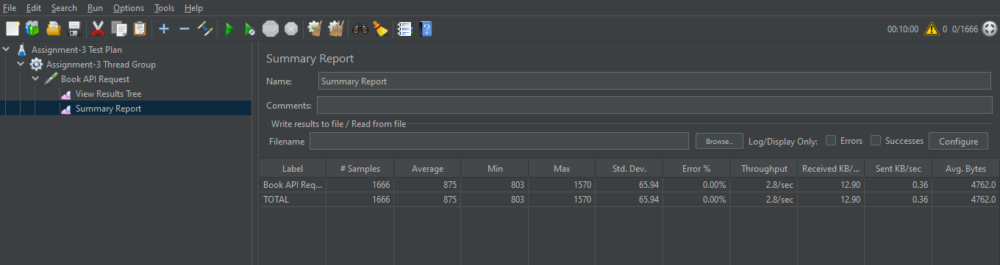 File Edit Search Run Options Tools Help
00:10:00 0 0/1666
Assignment-3 Test Plan
Assignment-3 Thread Group
Book API Request
View Results Tree
Summary Report
Summary Report
Name: Summary Report
Comments:
Write results to file / Read from file
Filename Browse... Log/Display Only: Errors Successes Configure
Label # Samples Average Min Max Std. Dev. Error % Throughput Received KB/... Sent KB/sec Avg. Bytes
Book API Req... 1666 875 803 1570 65.94 0.00% 2.8/sec 12.90 0.36 4762.0
TOTAL 1666 875 803 1570 65.94 0.00% 2.8/sec 12.90 0.36 4762.0